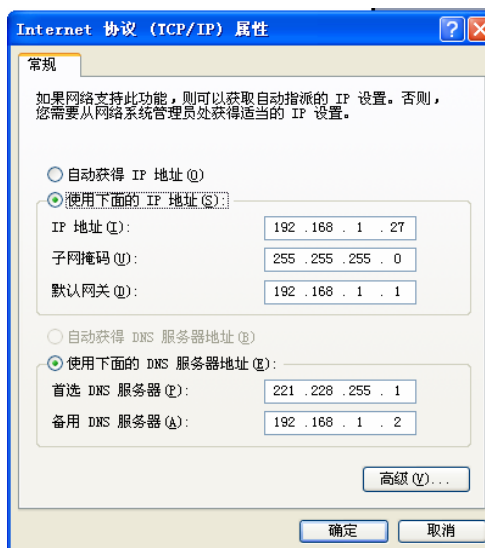 Internet 协议 (TCP/IP) 属性
常规
如果网络支持此功能，则可以获取自动指派的 IP 设置。否则，
您需要从网络系统管理员处获得适当的 IP 设置。
自动获得 IP 地址(O)
使用下面的 IP 地址(S):
IP 地址(I): 192 .168 . 1 . 27
子网掩码(U): 255 .255 .255 . 0
默认网关(D): 192 .168 . 1 . 1
自动获得 DNS 服务器地址(B)
使用下面的 DNS 服务器地址(E):
首选 DNS 服务器(P): 221 .228 .255 . 1
备用 DNS 服务器(A): 192 .168 . 1 . 2
高级(V)...
确定 取消